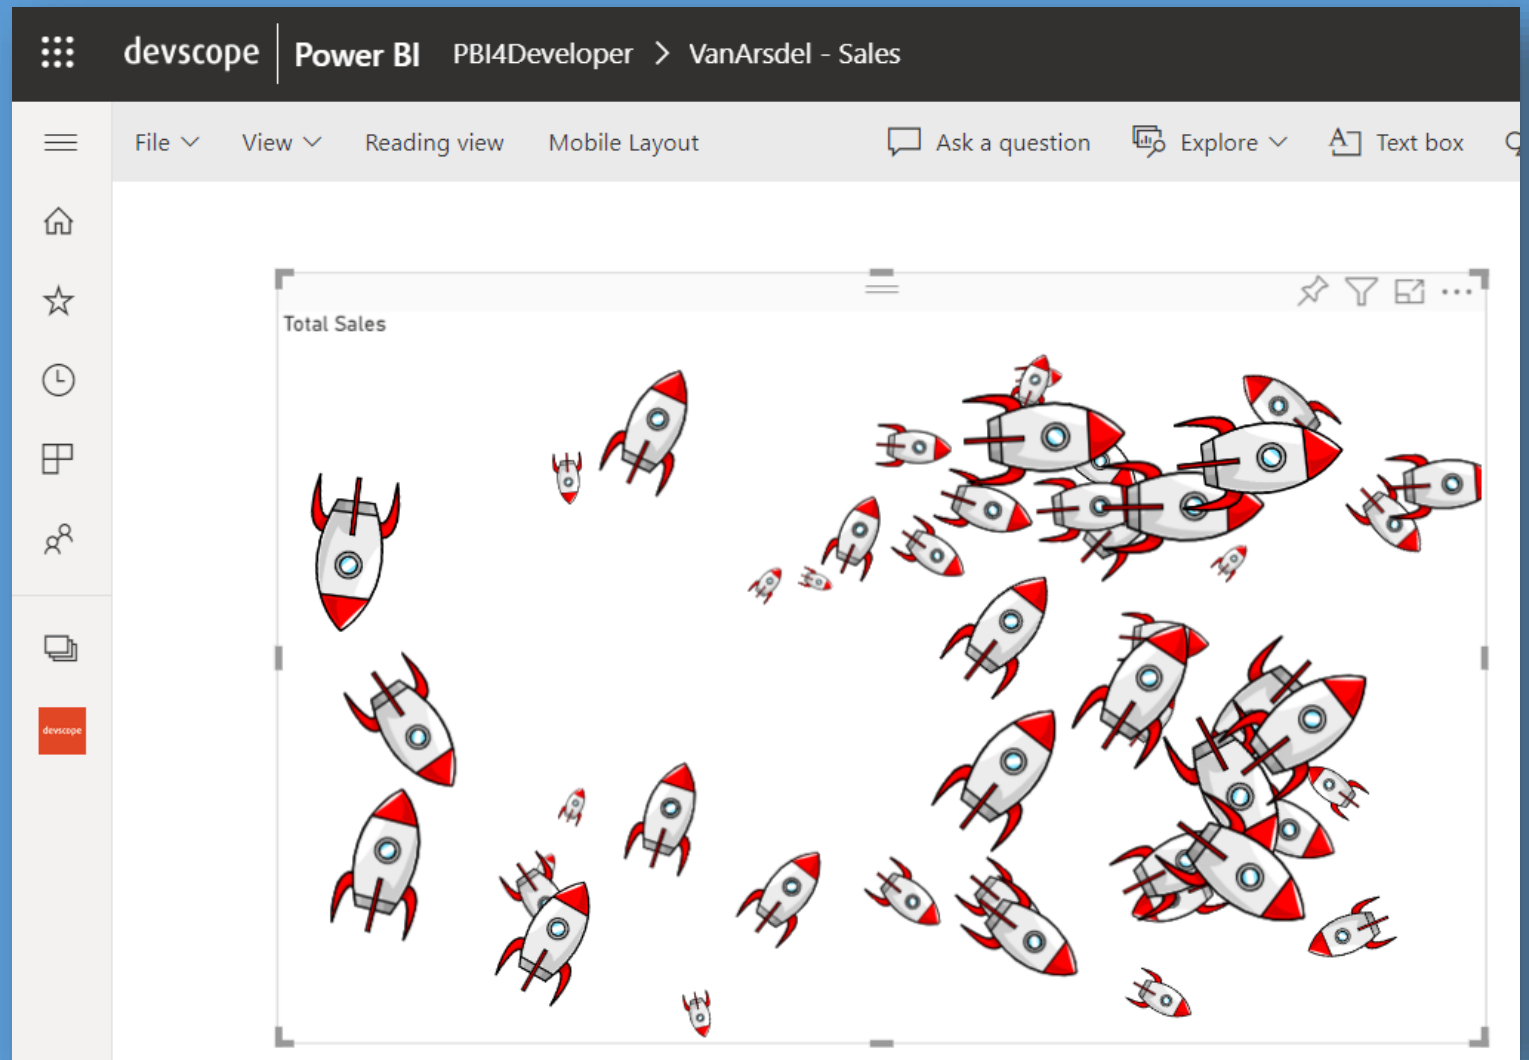 devscope Power BI PBI4Developer > VanArsdel - Sales
File View Reading view Mobile Layout Ask a question Explore Text box
Total Sales
devscope